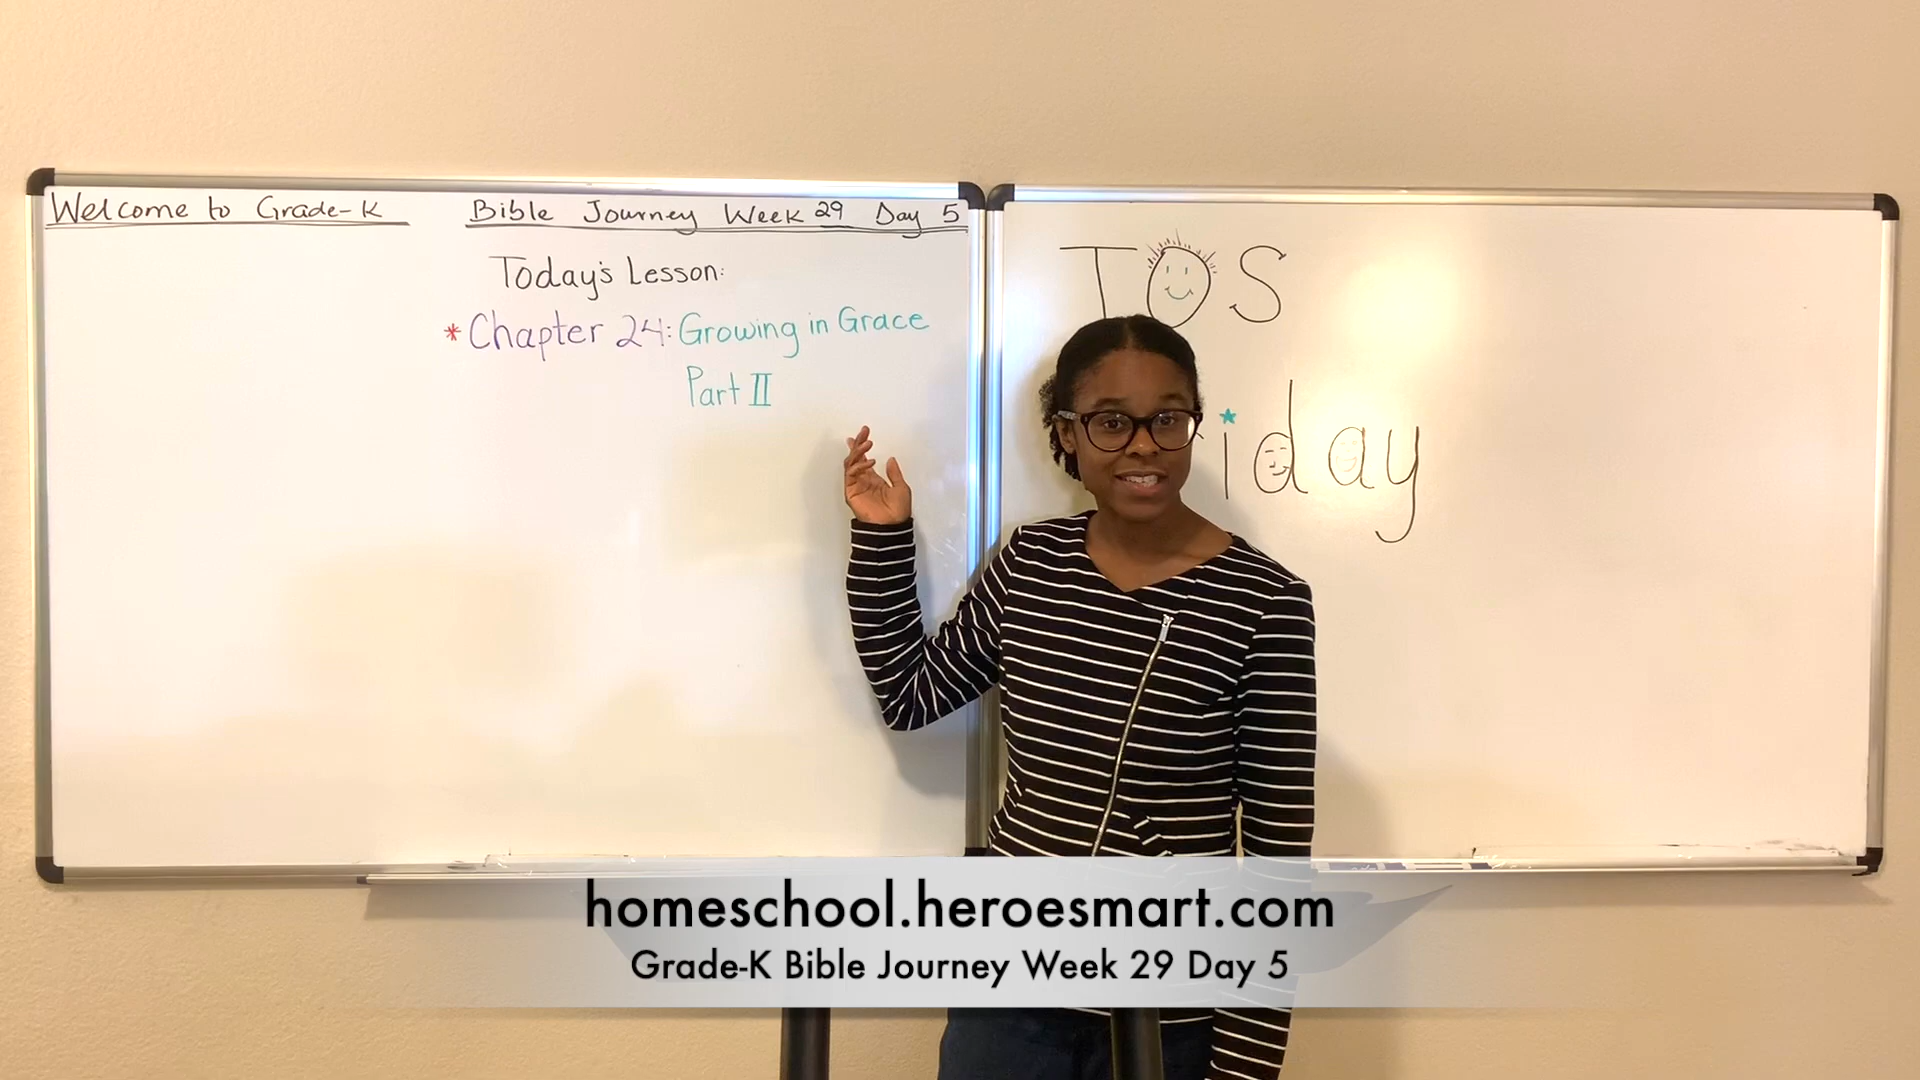 Welcome to Grade-K
Bible Journey Week 29 Day 5
Today's Lesson:
*Chapter 24: Growing in Grace
Part II
TOS
iday
homeschool.heroesmart.com
Grade-K Bible Journey Week 29 Day 5